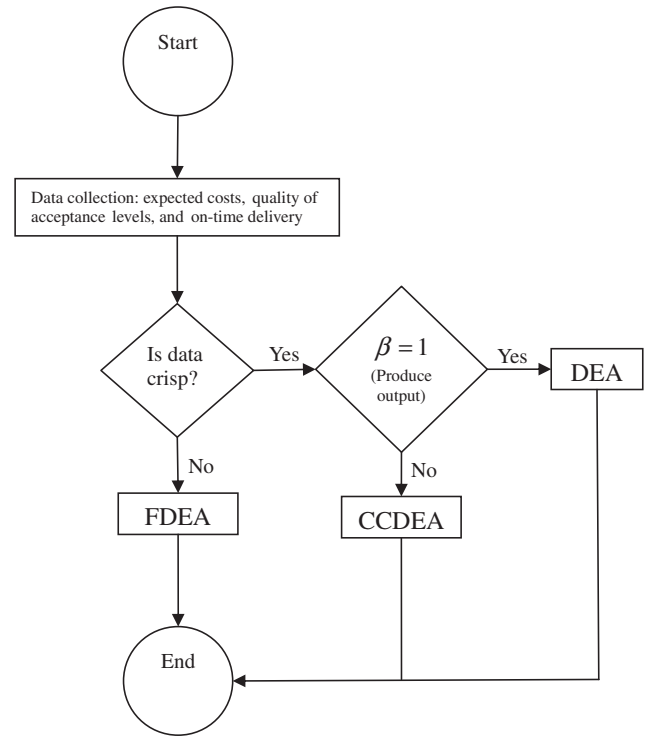 Start
Data collection: expected costs, quality of
acceptance levels, and on-time delivery
Is data
crisp?
Yes
β = 1
(Produce
output)
Yes
DEA
No
FDEA
No
CCDEA
End